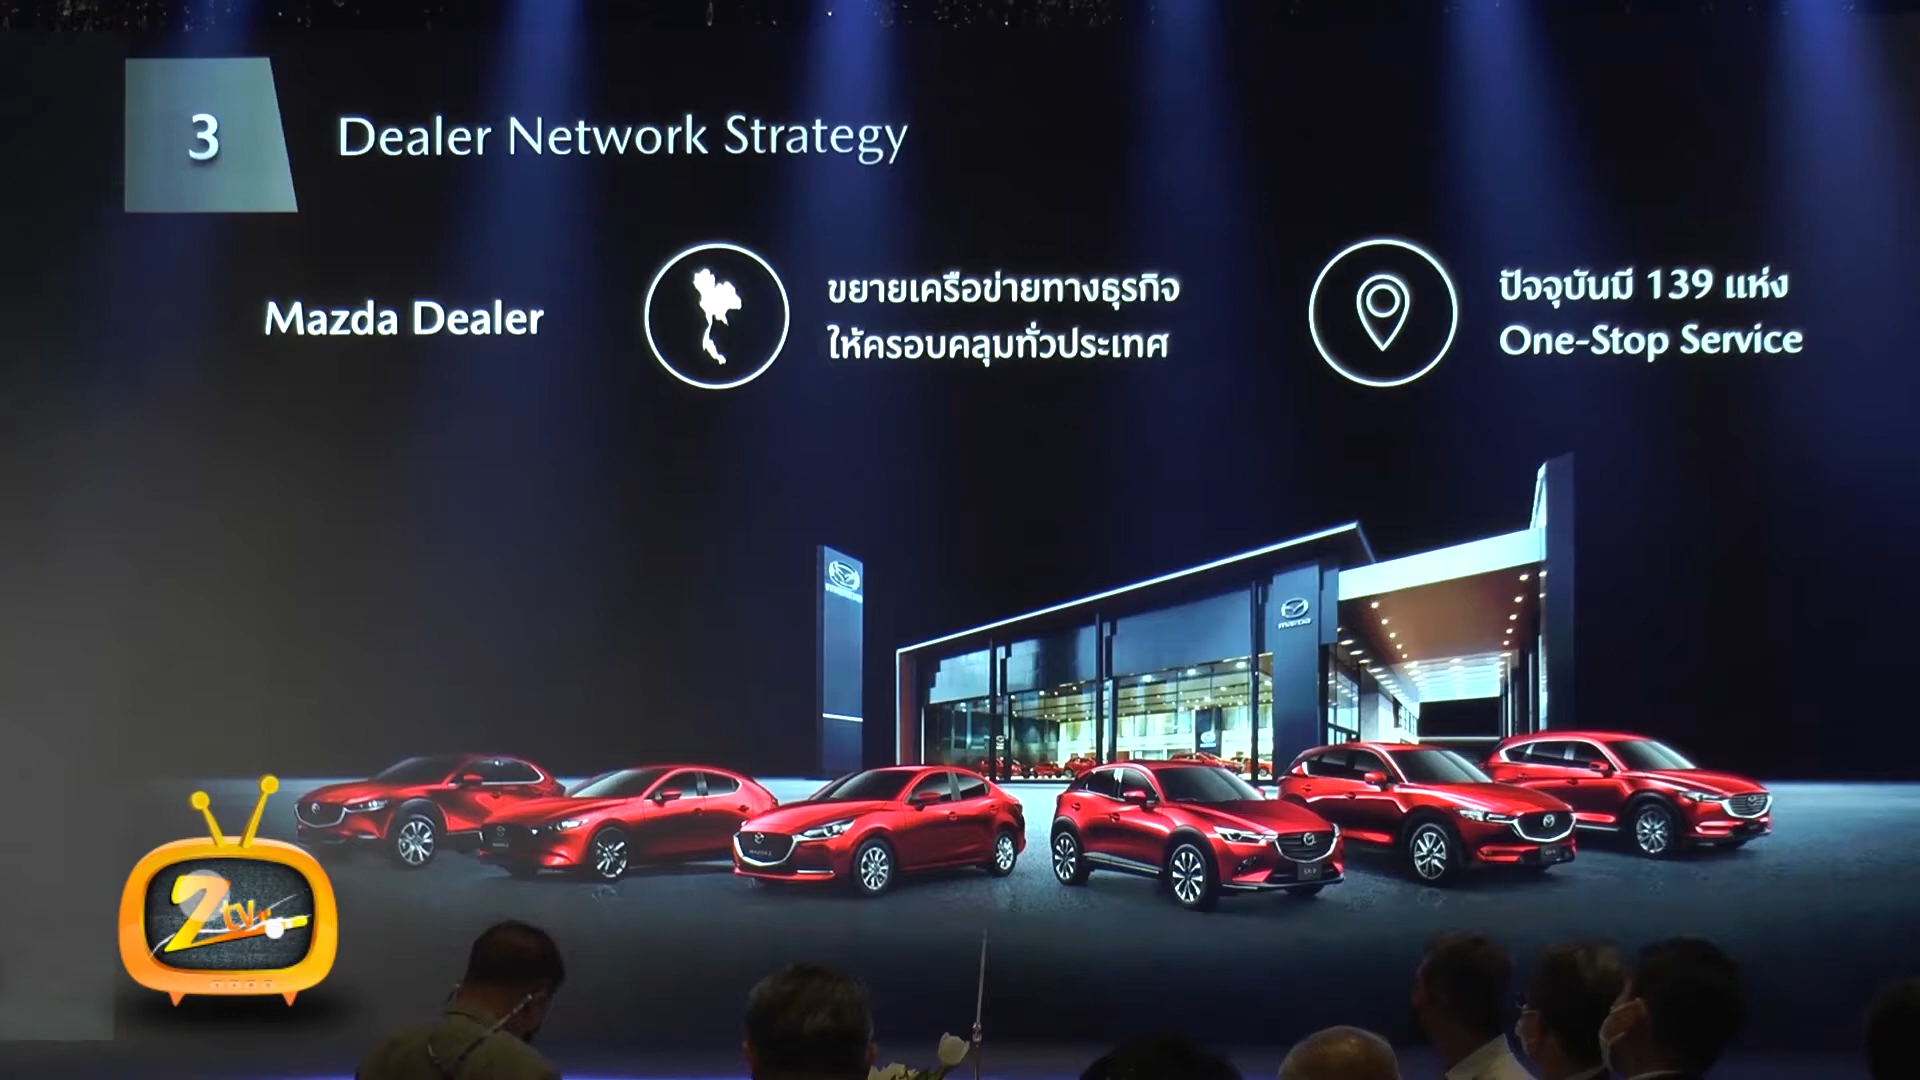 3
Dealer Network Strategy
Mazda Dealer
ขยายเครือข่ายทางธุรกิจ
ให้ครอบคลุมทั่วประเทศ
ปัจจุบันมี 139 แห่ง
One-Stop Service
mazda
2tv